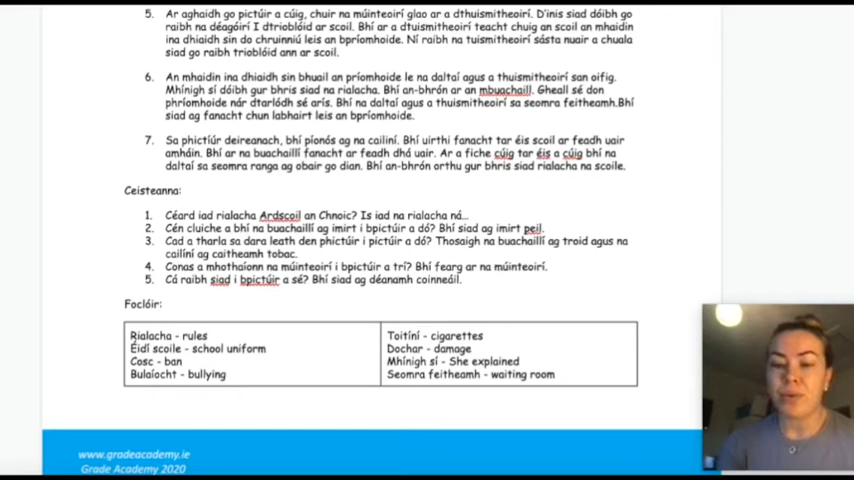 5. Ar aghaidh go pictúir a cúig, chuir na múinteoirí glao ar a dthuismitheoirí. D'inis siad dóibh go
raibh na déagóirí I dtrioblóid ar scoil. Bhí ar a dtuismitheoirí teacht chuig an scoil an mhaidin
ina dhiaidh sin do chruinniú leis an bpríomhoide. Ní raibh na tuismitheoirí sásta nuair a chuala
siad go raibh trioblóid ann ar scoil.
6. An mhaidin ina dhiaidh sin bhuail an príomhoide le na daltaí agus a thuismitheoirí san oifig.
Mhínigh sí dóibh gur bhris siad na rialacha. Bhí an-bhrón ar an mbuachaill. Gheall sé don
phríomhoide nár dtarlódh sé arís. Bhí na daltaí agus a thuismitheoirí sa seomra feitheamh.Bhí
siad ag fanacht chun labhairt leis an bpríomhoide.
7. Sa phictiúr deireanach, bhí píonós ag na cailíní. Bhí uirthi fanacht tar éis scoil ar feadh uair
amháin. Bhí ar na buachaillí fanacht ar feadh dhá uair. Ar a fiche cúig tar éis a cúig bhí na
daltaí sa seomra ranga ag obair go dian. Bhí an-bhrón orthu gur bhris siad rialacha na scoile.
Ceisteanna:
1. Céard iad rialacha Ardscoil an Chnoic? Is iad na rialacha ná...
2. Cén cluiche a bhí na buachaillí ag imirt i bpictúir a dó? Bhí siad ag imirt peil.
3. Cad a tharla sa dara leath den phictúir i pictúir a dó? Thosaigh na buachaillí ag troid agus na
cailíní ag caitheamh tobac.
4. Conas a mhothaíonn na múinteoirí i bpictúir a trí? Bhí fearg ar na múinteoirí.
5. Cá raibh siad i bpictúir a sé? Bhí siad ag déanamh coinneáil.
Foclóir:
Rialacha - rules
Éidí scoile - school uniform
Cosc - ban
Bulaíocht - bullying
Toitíní - cigarettes
Dochar - damage
Mhínigh sí - She explained
Seomra feitheamh - waiting room
www.gradeacademy.ie
Grade Academy 2020